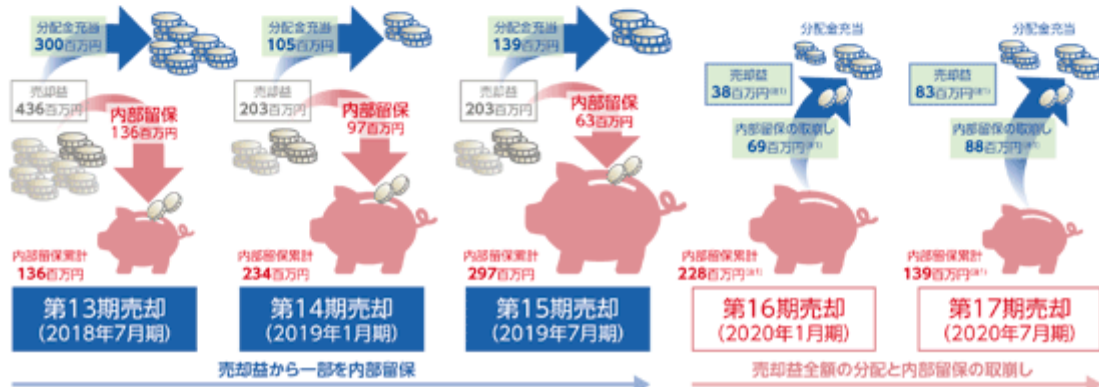 分配金充当
300百万円
売却益
436百万円
内部留保
136百万円
内部留保累計
136百万円
第13期売却
(2018年7月期)
分配金充当
105百万円
売却益
203百万円
内部留保
97百万円
内部留保累計
234百万円
第14期売却
(2019年1月期)
分配金充当
139百万円
売却益
203百万円
内部留保
63百万円
内部留保累計
297百万円
第15期売却
(2019年7月期)
分配金充当
売却益
38百万円
内部留保の取崩し
69百万円
内部留保累計
228百万円
第16期売却
(2020年1月期)
分配金充当
売却益
83百万円
内部留保の取崩し
88百万円
内部留保累計
139百万円
第17期売却
(2020年7月期)
売却益から一部を内部留保
売却益全額の分配と内部留保の取崩し